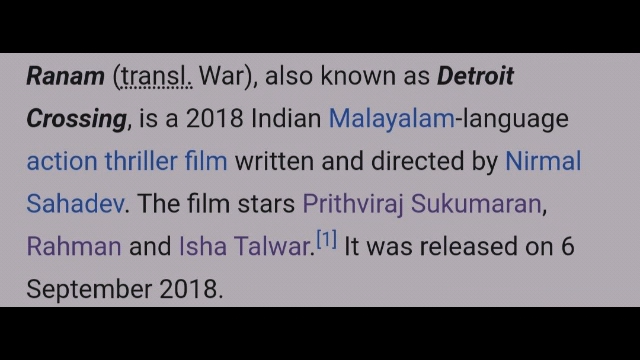 Ranam (transl. War), also known as Detroit
Crossing, is a 2018 Indian Malayalam-language
action thriller film written and directed by Nirmal
Sahadev. The film stars Prithviraj Sukumaran,
Rahman and Isha Talwar.[1] It was released on 6
September 2018.